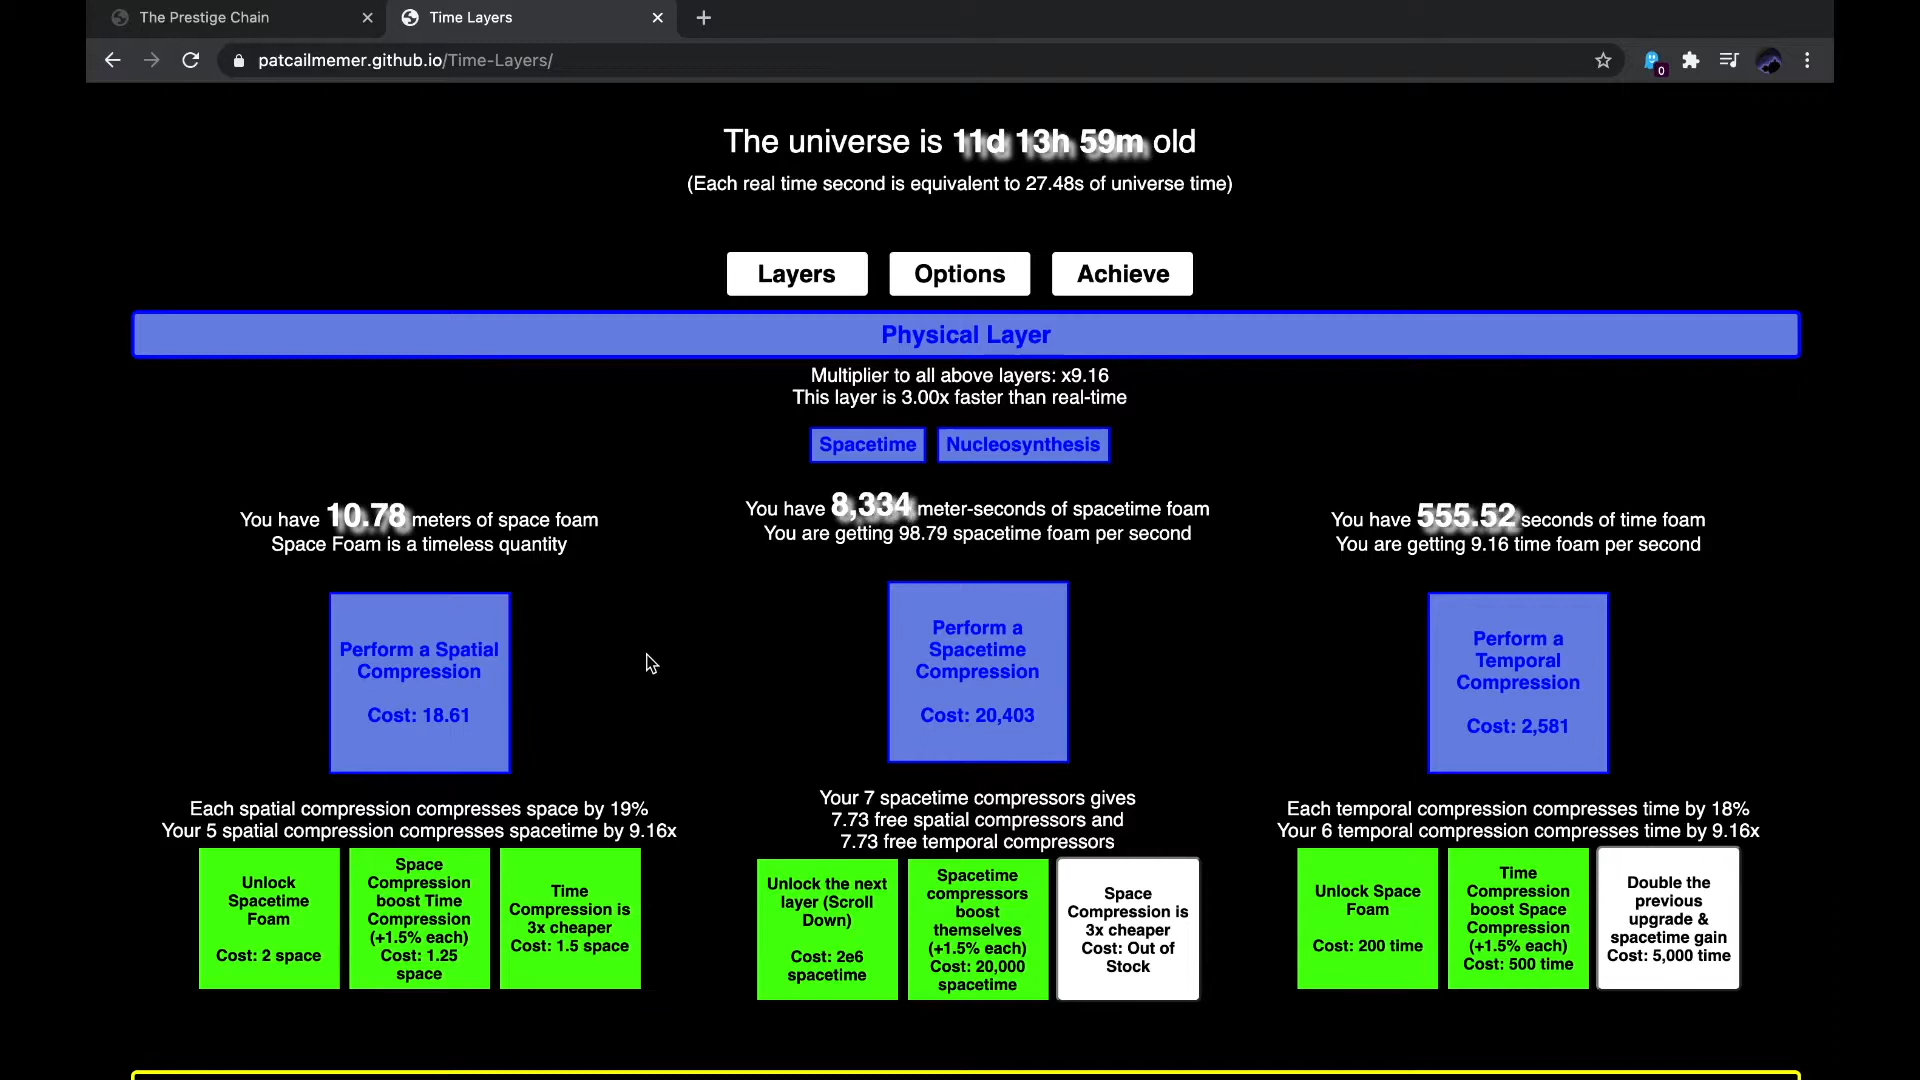 The Prestige Chain
Time Layers
patcailmemer.github.io/Time-Layers/
0
The universe is 11d 13h 59m old
(Each real time second is equivalent to 27.48s of universe time)
Layers
Options
Achieve
Physical Layer
Multiplier to all above layers: x9.16
This layer is 3.00x faster than real-time
Spacetime
Nucleosynthesis
You have 10.78 meters of space foam
Space Foam is a timeless quantity
Perform a Spatial
Compression
Cost: 18.61
Each spatial compression compresses space by 19%
Your 5 spatial compression compresses spacetime by 9.16x
Unlock
Spacetime
Foam
Cost: 2 space
Space
Compression
boost Time
Compression
(+1.5% each)
Cost: 1.25
space
Time
Compression is
3x cheaper
Cost: 1.5 space
You have 8,334 meter-seconds of spacetime foam
You are getting 98.79 spacetime foam per second
Perform a
Spacetime
Compression
Cost: 20,403
Your 7 spacetime compressors gives
7.73 free spatial compressors and
7.73 free temporal compressors
Unlock the next
layer (Scroll
Down)
Cost: 2e6
spacetime
Spacetime
compressors
boost
themselves
(+1.5% each)
Cost: 20,000
spacetime
Space
Compression is
3x cheaper
Cost: Out of
Stock
You have 555.52 seconds of time foam
You are getting 9.16 time foam per second
Perform a
Temporal
Compression
Cost: 2,581
Each temporal compression compresses time by 18%
Your 6 temporal compression compresses time by 9.16x
Unlock Space
Foam
Cost: 200 time
Time
Compression
boost Space
Compression
(+1.5% each)
Cost: 500 time
Double the
previous
upgrade &
spacetime gain
Cost: 5,000 time